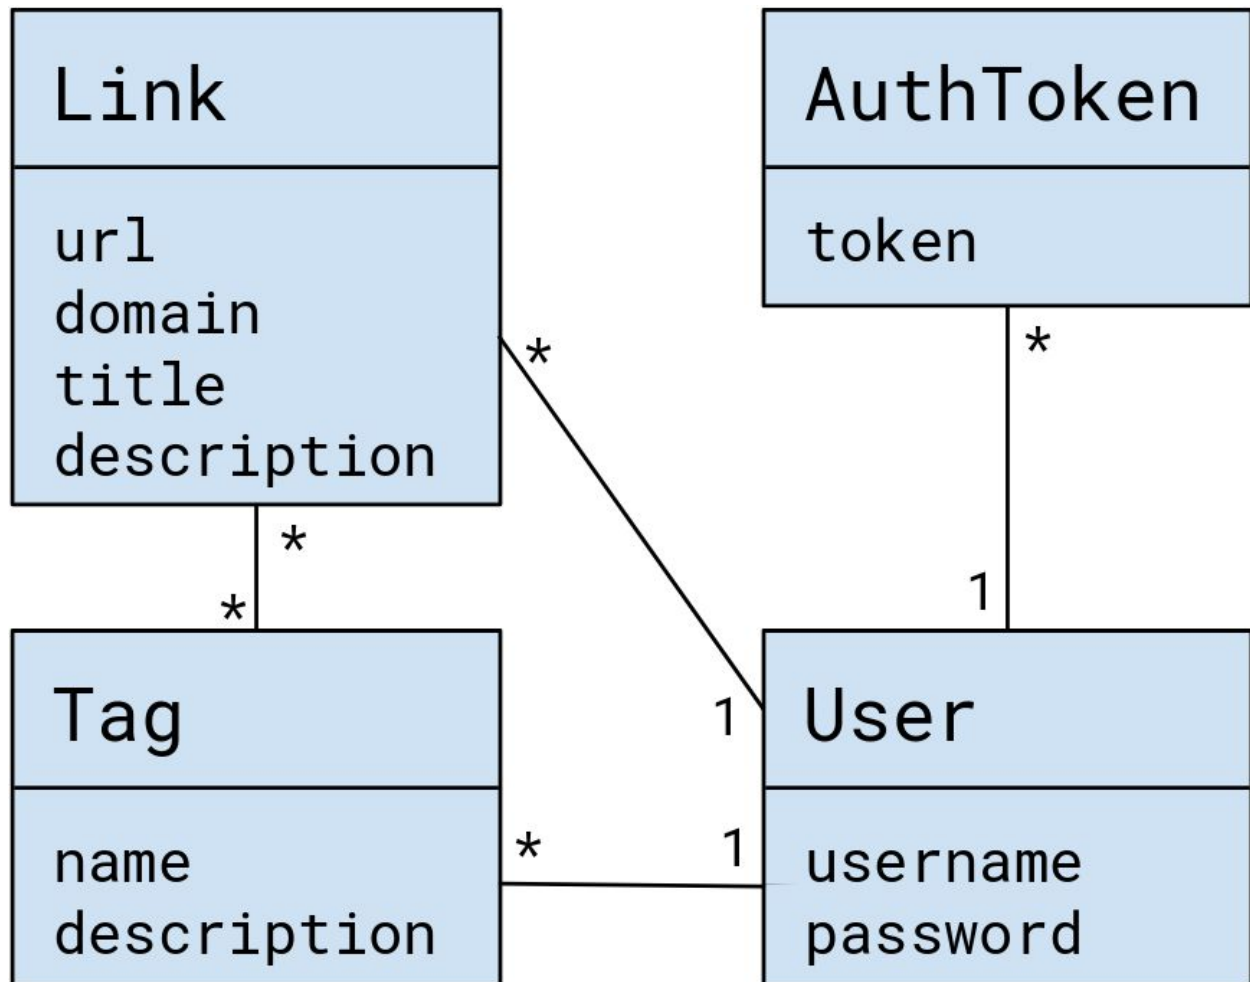 Link
url
domain
title
description
*
*
AuthToken
token
*
1
*
1
Tag
name
description
*
1
User
username
password